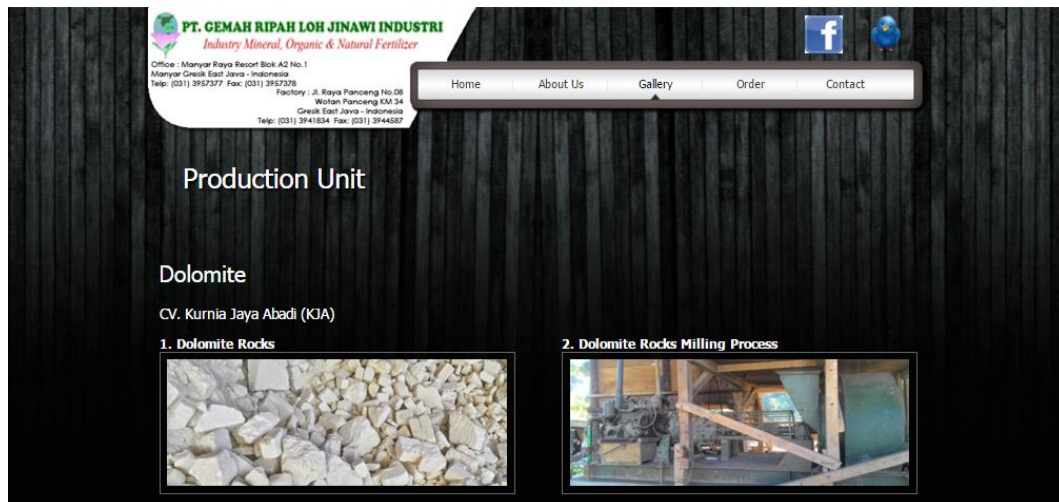 PT. GEMAH RIPAH LOH JINAWI INDUSTRI
Industry Mineral, Organic & Natural Fertilizer
Office : Manyar Raya Resort Blok A2 No.1
Manyar Gresik East Java - Indonesia
Telp: (031) 3957377 Fax: (031) 3957378
Factory : Jl. Raya Panceng No.08
Wotan Panceng KM 34
Gresik East Java - Indonesia
Telp: (031) 3941834 Fax: (031) 3944587
f
Home About Us Gallery Order Contact
Production Unit
Dolomite
CV. Kurnia Jaya Abadi (KJA)
1. Dolomite Rocks
2. Dolomite Rocks Milling Process